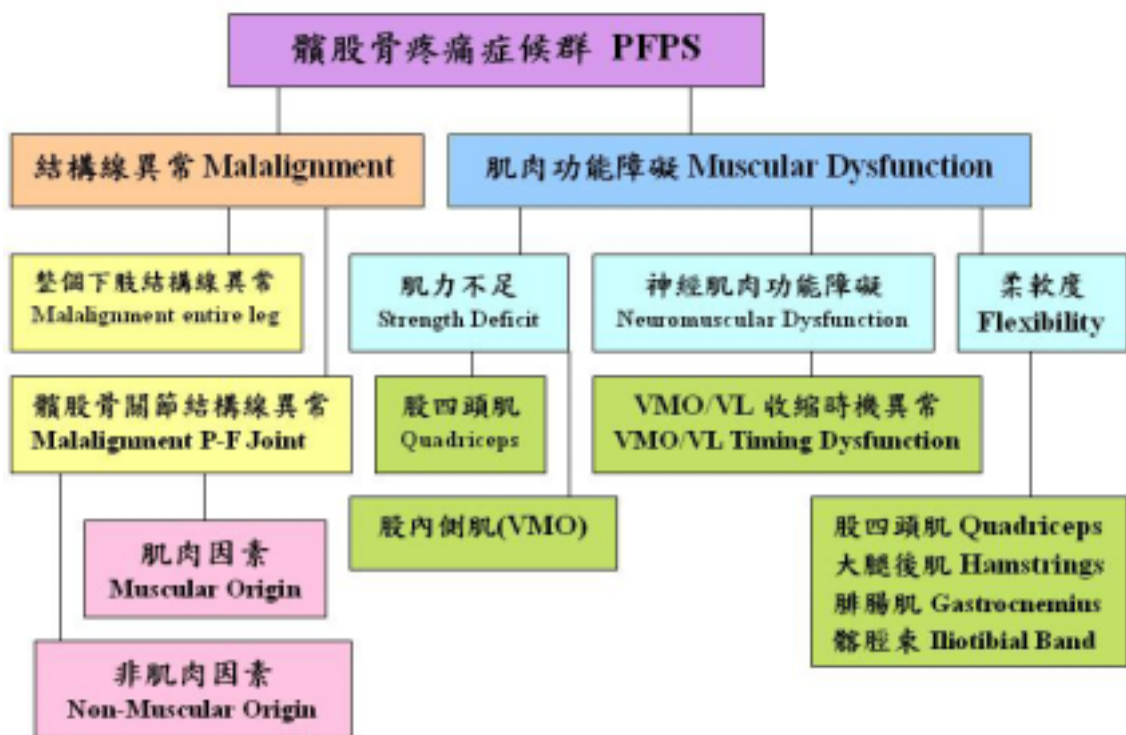 髕股骨疼痛症候群 PFPS
結構線異常 Malalignment
肌肉功能障礙 Muscular Dysfunction
整個下肢結構線異常
Malalignment entire leg
肌力不足
Strength Deficit
神經肌肉功能障礙
Neuromuscular Dysfunction
柔軟度
Flexibility
髕股骨關節結構線異常
Malalignment P-F Joint
股四頭肌
Quadriceps
VMO/VL 收縮時機異常
VMO/VL Timing Dysfunction
股內側肌(VMO)
肌肉因素
Muscular Origin
非肌肉因素
Non-Muscular Origin
股四頭肌 Quadriceps
大腿後肌 Hamstrings
腓腸肌 Gastrocnemius
髂脛束 Iliotibial Band